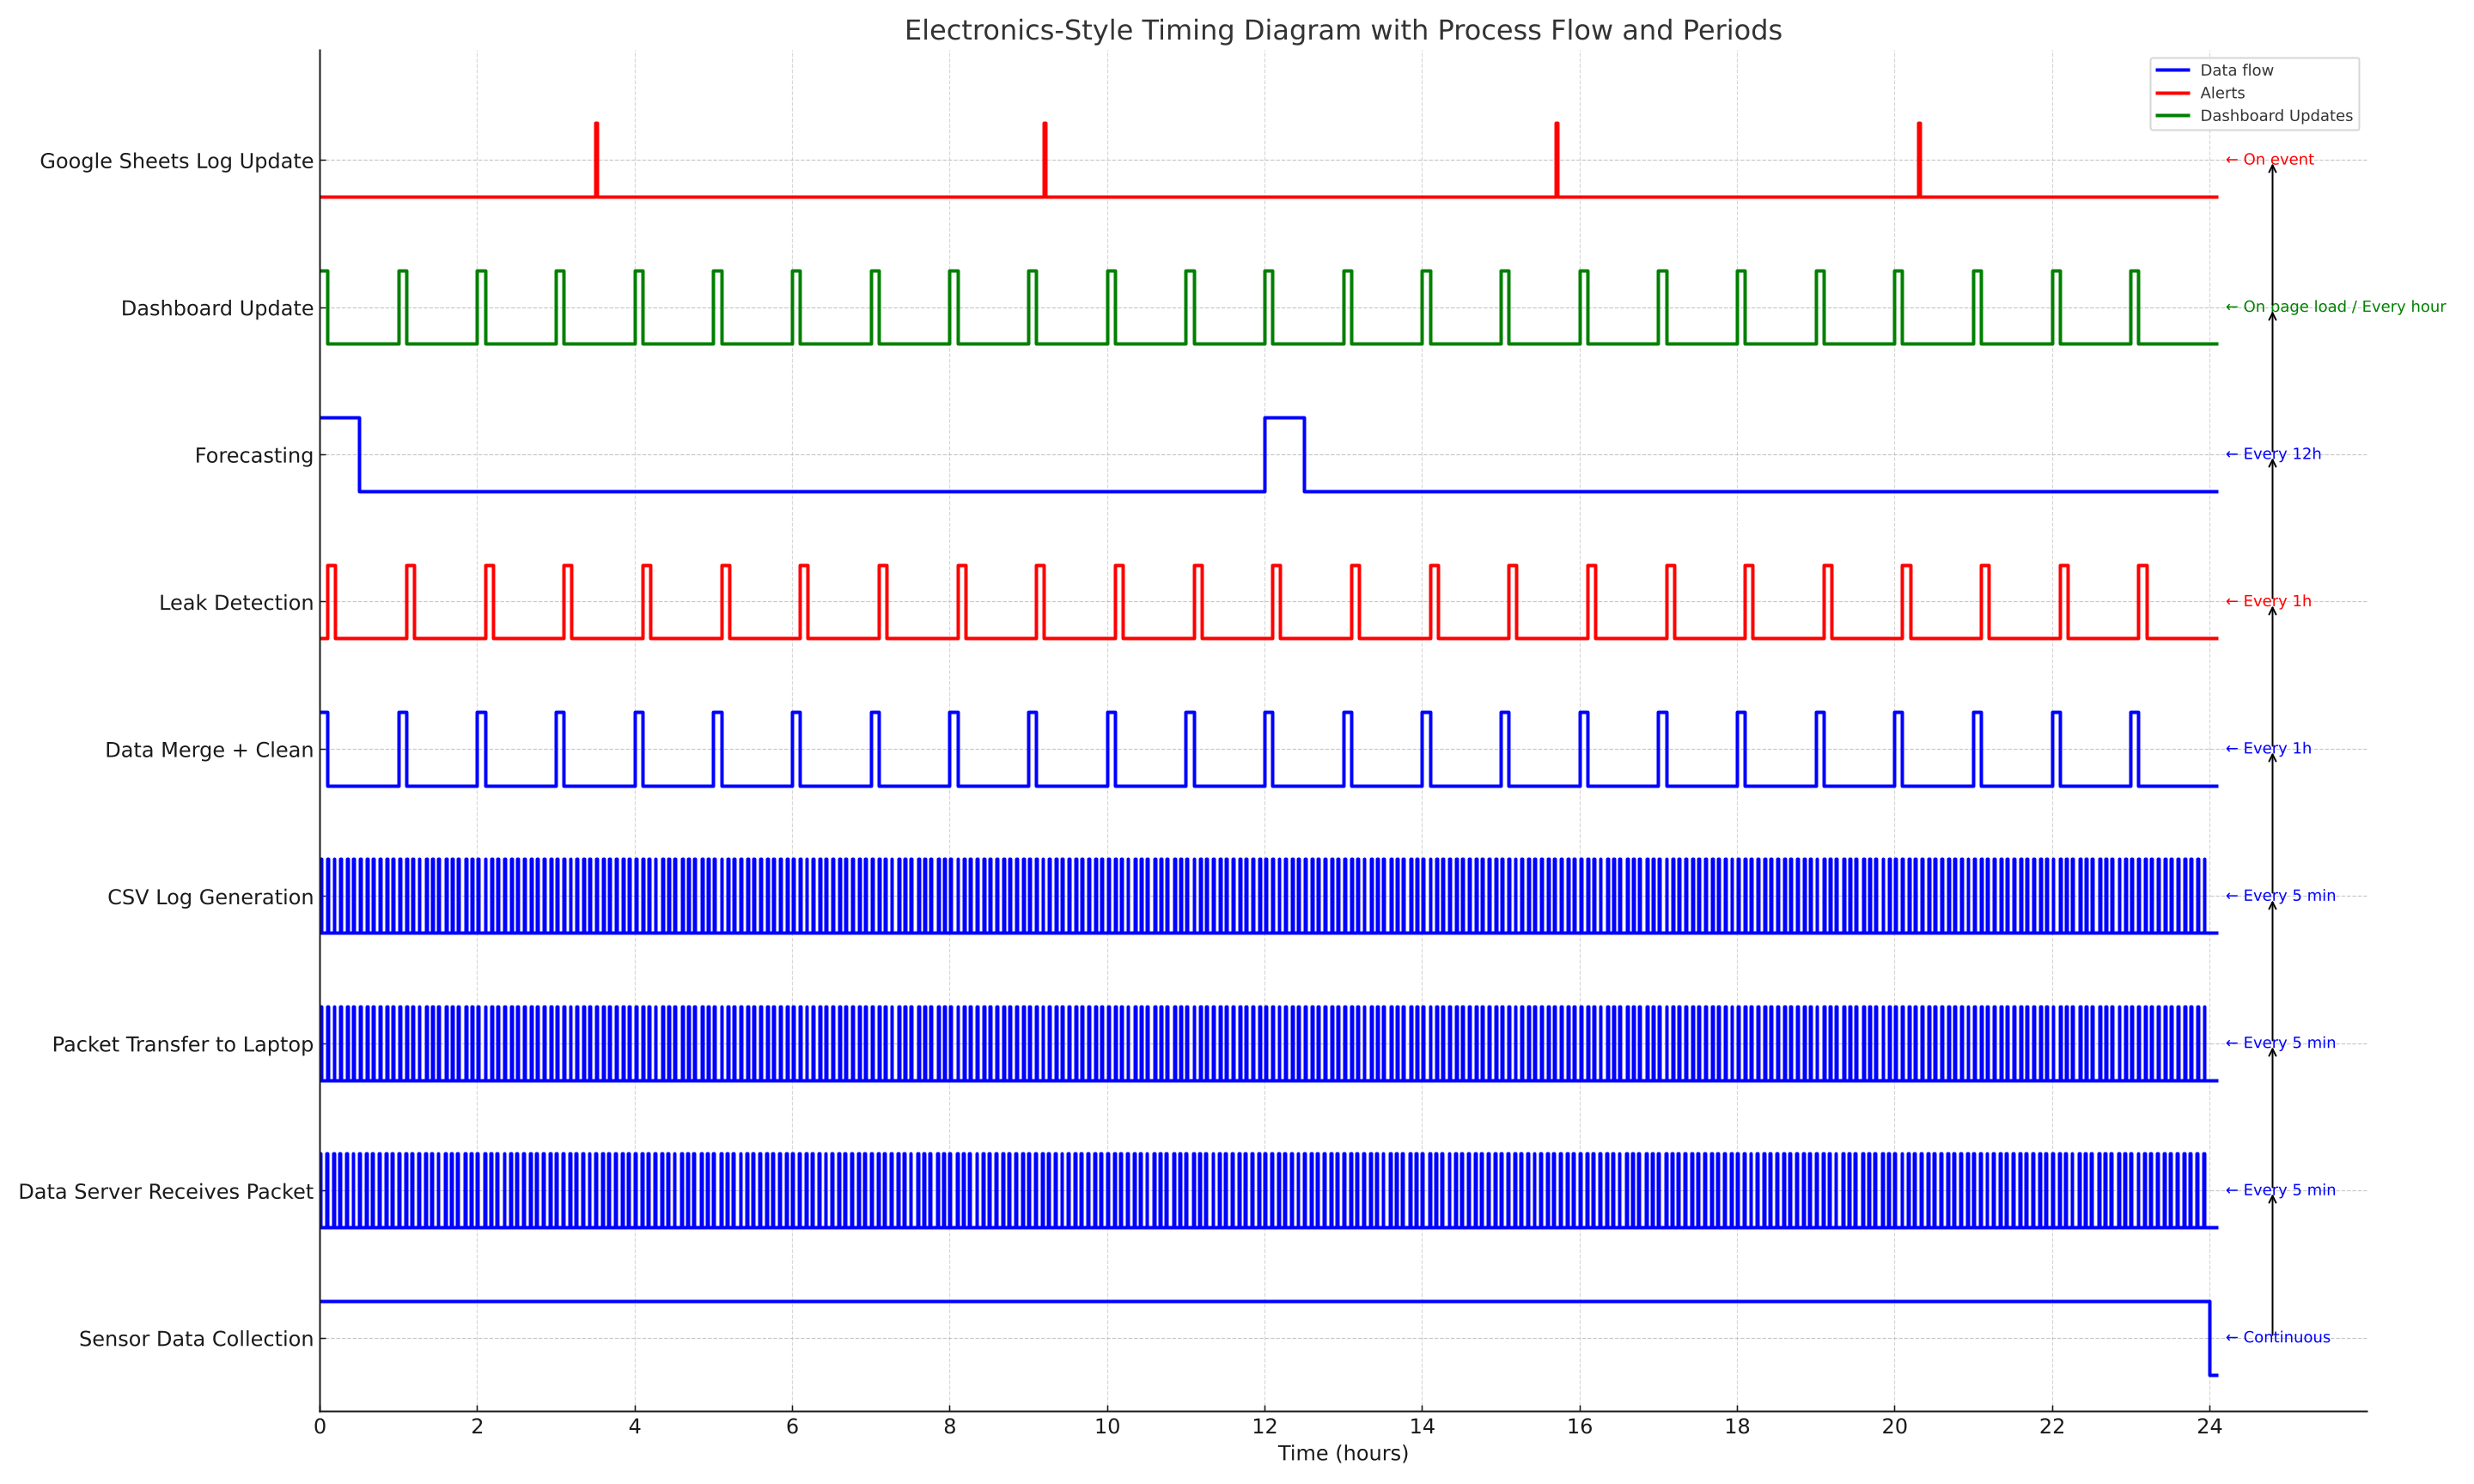 Electronics-Style Timing Diagram with Process Flow and Periods
Data flow
Alerts
Dashboard Updates
Google Sheets Log Update
← On event
Dashboard Update
← On page load / Every hour
Forecasting
← Every 12h
Leak Detection
← Every 1h
Data Merge + Clean
← Every 1h
CSV Log Generation
← Every 5 min
Packet Transfer to Laptop
← Every 5 min
Data Server Receives Packet
← Every 5 min
Sensor Data Collection
← Continuous
0 2 4 6 8 10 12 14 16 18 20 22 24
Time (hours)